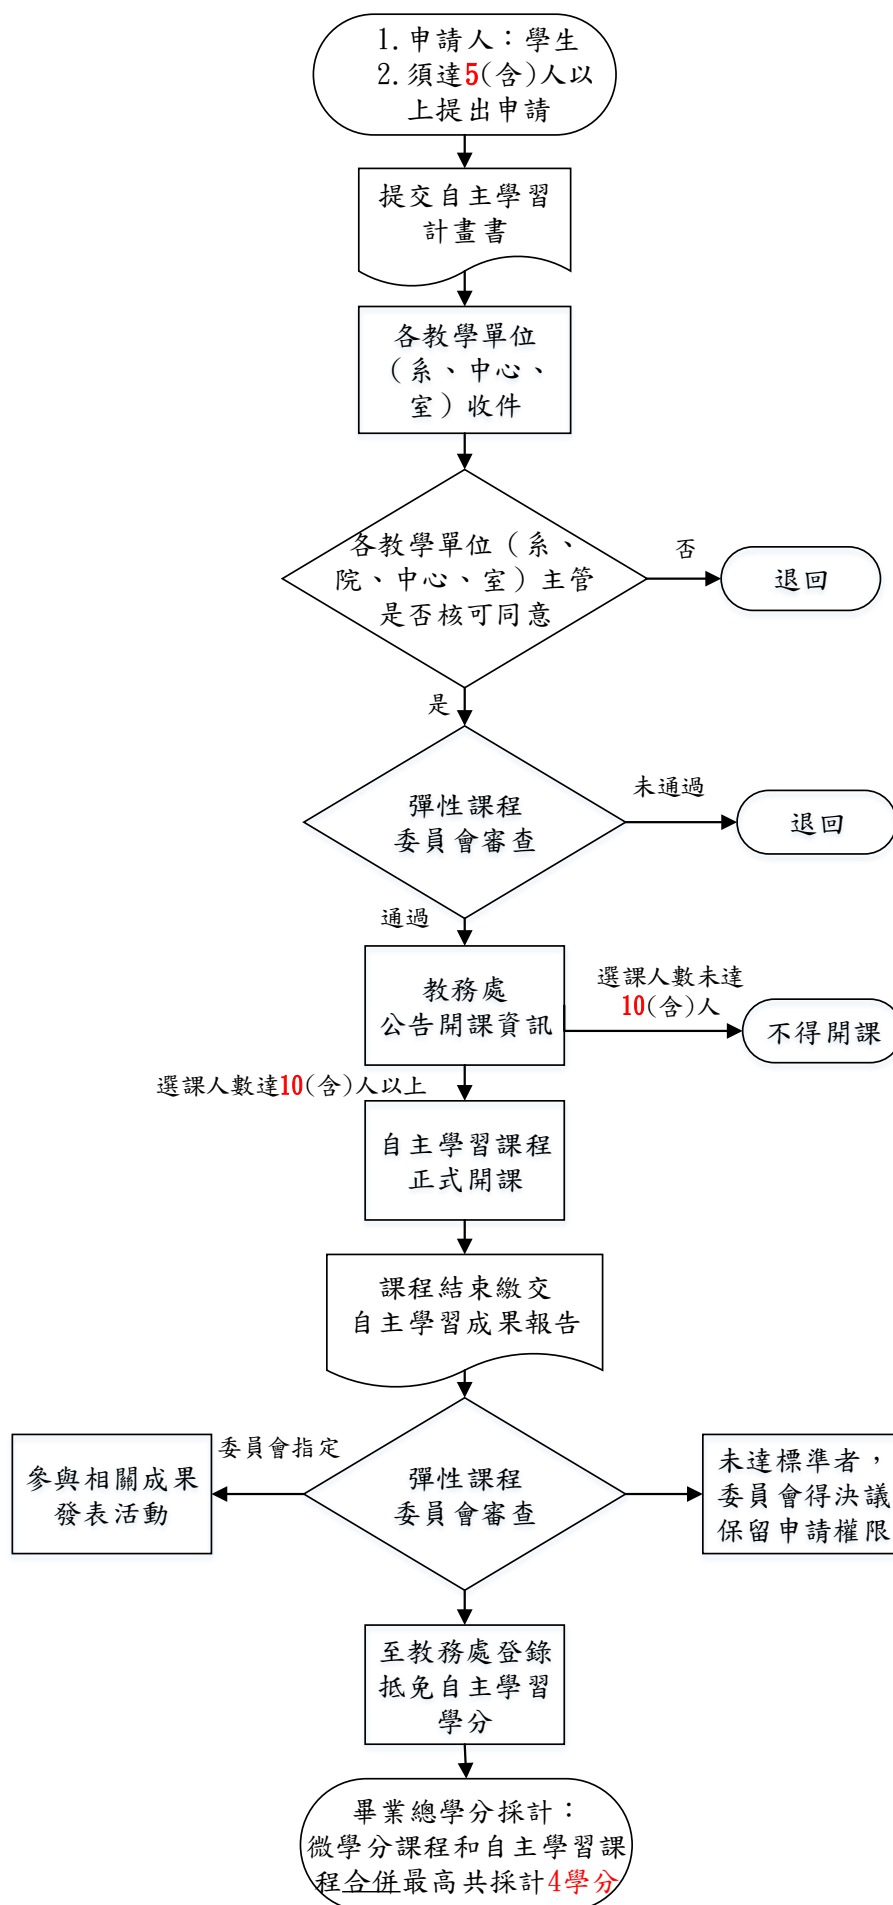 1.申請人：學生
2.須達5(含)人以
上提出申請
提交自主學習
計畫書
各教學單位
（系、中心、
室）收件
各教學單位（系、
院、中心、室）主管
是否核可同意
否
退回
是
彈性課程
委員會審查
未通過
退回
通過
教務處
公告開課資訊
選課人數未達
10(含)人
不得開課
選課人數達10(含)人以上
自主學習課程
正式開課
課程結束繳交
自主學習成果報告
委員會指定
參與相關成果
發表活動
彈性課程
委員會審查
未達標準者，
委員會得決議
保留申請權限
至教務處登錄
抵免自主學習
學分
畢業總學分採計：
微學分課程和自主學習課
程合併最高共採計4學分